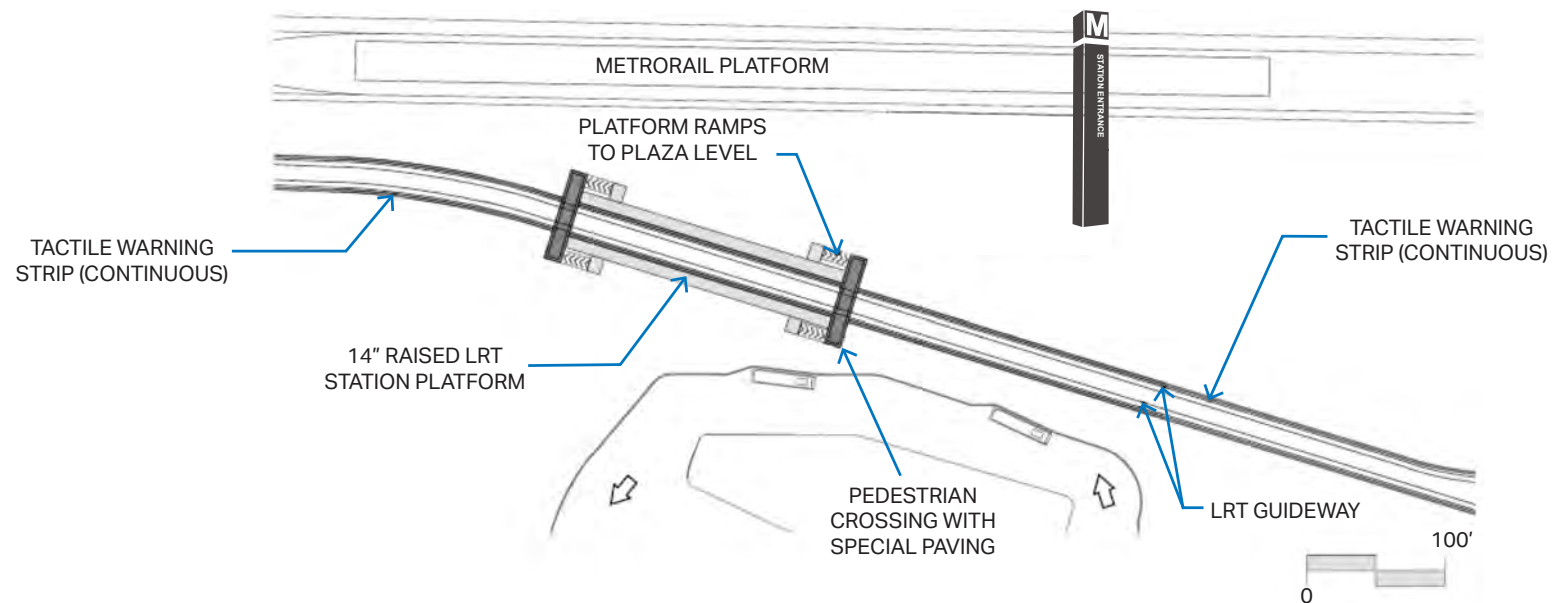 M
STATION ENTRANCE
METRORAIL PLATFORM
PLATFORM RAMPS
TO PLAZA LEVEL
TACTILE WARNING
STRIP (CONTINUOUS)
TACTILE WARNING
STRIP (CONTINUOUS)
14” RAISED LRT
STATION PLATFORM
PEDESTRIAN
CROSSING WITH
SPECIAL PAVING
LRT GUIDEWAY
100’
0